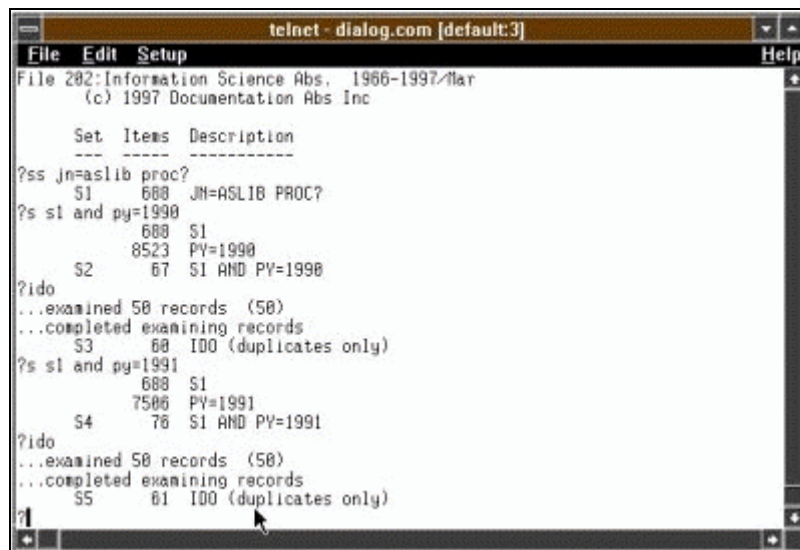 telnet - dialog.com [default:3]
File Edit Setup Help
File 202:Information Science Abs. 1966-1997/Mar
(c) 1997 Documentation Abs Inc
Set Items Description
--- ----- -----------
?ss jn=aslib proc?
S1 688 JN=ASLIB PROC?
?s s1 and py=1990
688 S1
8523 PY=1990
S2 67 S1 AND PY=1990
?ido
...examined 50 records (50)
...completed examining records
S3 60 IDO (duplicates only)
?s s1 and py=1991
688 S1
7506 PY=1991
S4 76 S1 AND PY=1991
?ido
...examined 50 records (50)
...completed examining records
S5 61 IDO (duplicates only)
?